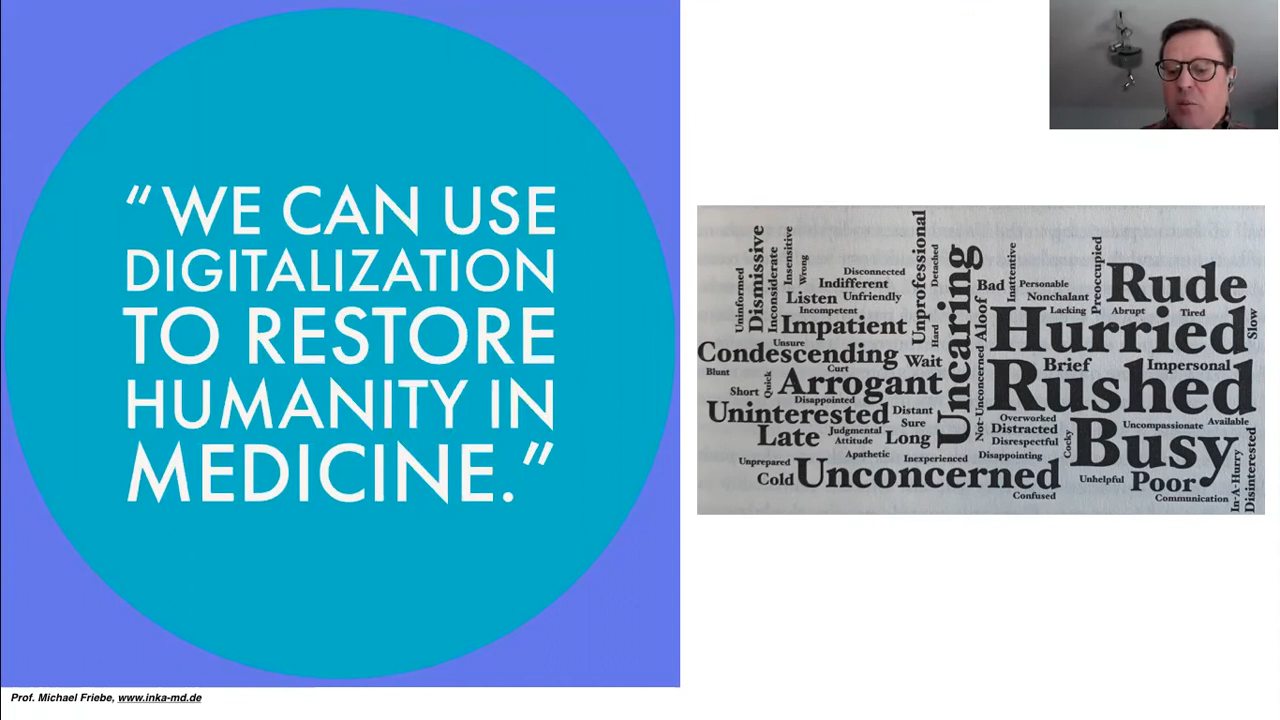 “ WE CAN USE
DIGITALIZATION
TO RESTORE
HUMANITY IN
MEDICINE.”
Prof. Michael Friebe, www.inka-md.de
Uninformed
Dismissive
Inconsiderate
Insensitive
Wrong
Disconnected
Indifferent
Listen Unfriendly
Incompetent
Impatient
Unprofessional
Detached
Hard
Uncaring
Unsure
Condescending Wait
Blunt
Curt
Short
Quick
Arrogant
Disappointed
Uninterested Distant
Sure
Late Judgmental
Attitude
Long
Apathetic Inexperienced
Unprepared
Cold Unconcerned
Confused
Not-Unconcerned
Aloof
Bad
Inattentive
Personable
Nonchalant
Preoccupied
Lacking Abrupt Tired
Rude
Hurried
Slow
Brief Impersonal
Rushed
Overworked
Distracted
Disrespectful
Disappointing
Cocky
Uncompassionate Available
Busy
Unhelpful Poor
Communication
In-A-Hurry
Disinterested